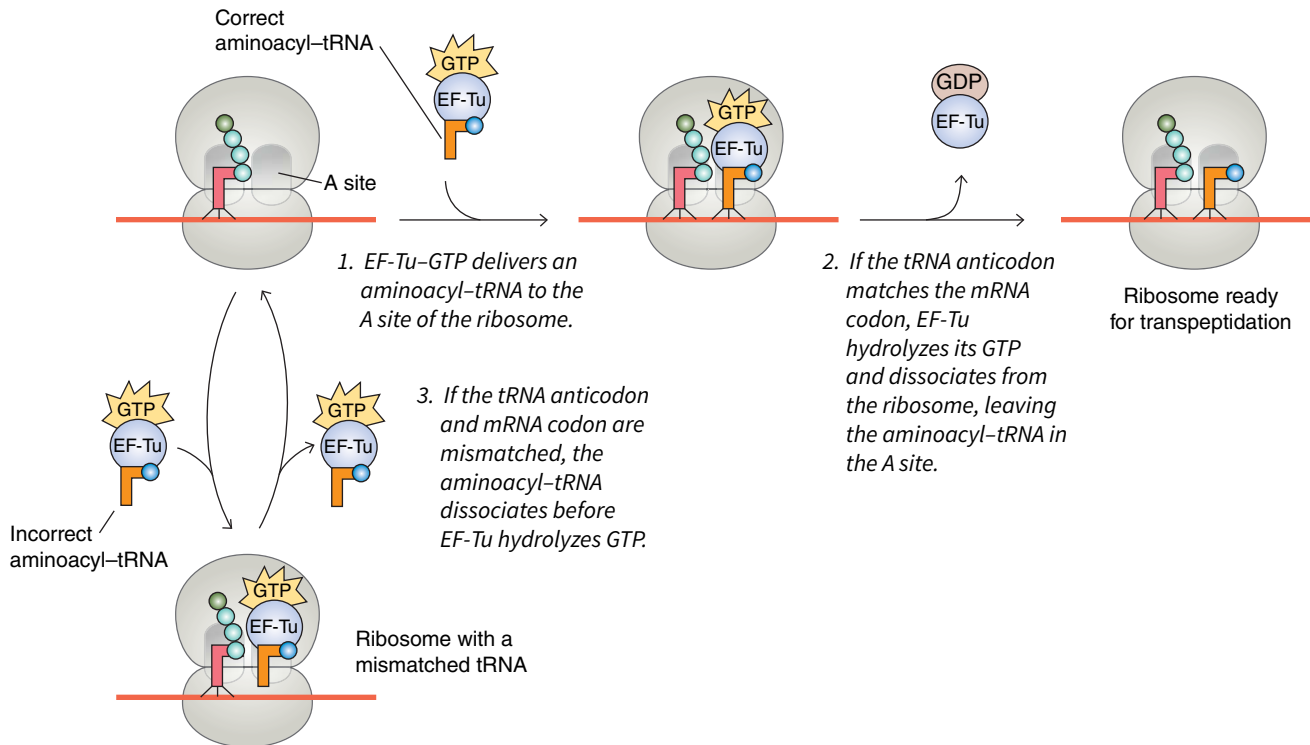 Correct
aminoacyl–tRNA
GTP
EF-Tu
A site
GTP
EF-Tu
GDP
EF-Tu
1. EF-Tu–GTP delivers an
aminoacyl–tRNA to the
A site of the ribosome.
2. If the tRNA anticodon
matches the mRNA
codon, EF-Tu
hydrolyzes its GTP
and dissociates from
the ribosome, leaving
the aminoacyl–tRNA in
the A site.
Ribosome ready
for transpeptidation
GTP
EF-Tu
Incorrect
aminoacyl–tRNA
GTP
EF-Tu
3. If the tRNA anticodon
and mRNA codon are
mismatched, the
aminoacyl–tRNA
dissociates before
EF-Tu hydrolyzes GTP.
GTP
EF-Tu
Ribosome with a
mismatched tRNA